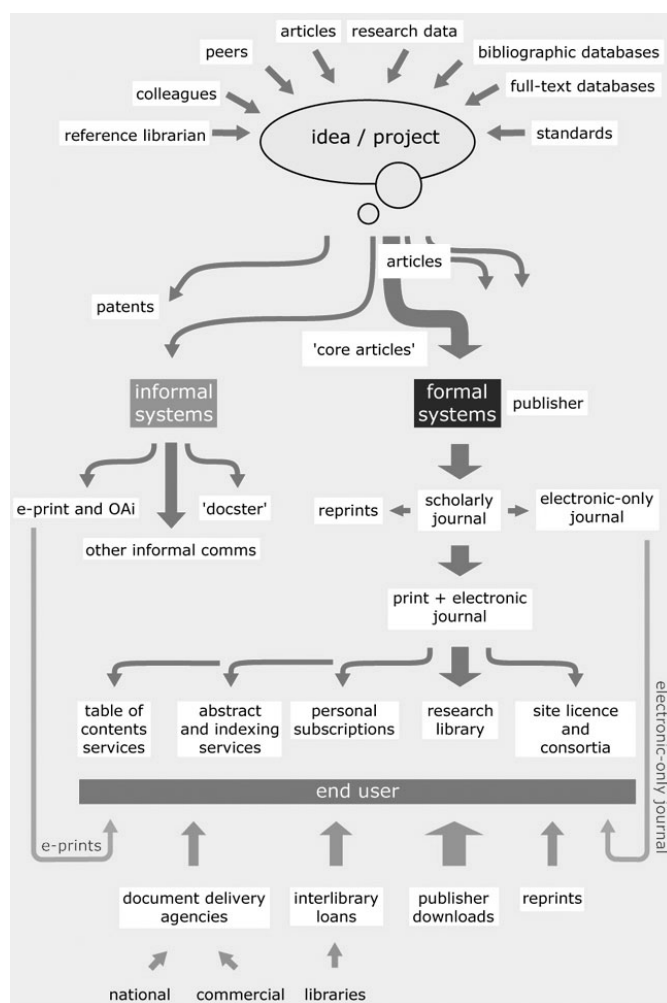 articles
research data
peers
bibliographic databases
colleagues
full-text databases
reference librarian
idea / project
standards
articles
patents
'core articles'
informal
systems
formal
systems
publisher
e-print and OAi
'docster'
reprints
scholarly
journal
electronic-only
journal
other informal comms
print + electronic
journal
table of
contents
services
abstract
and indexing
services
personal
subscriptions
research
library
site licence and
consortia
electronic-only journal
end user
e-prints
document delivery
agencies
interlibrary
loans
publisher
downloads
reprints
national
commercial
libraries